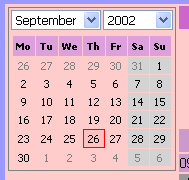 September 2002
Mo Tu We Th Fr Sa Su
26 27 28 29 30 31 1
2 3 4 5 6 7 8
9 10 11 12 13 14 15
16 17 18 19 20 21 22
23 24 25 26 27 28 29
30 1 2 3 4 5 6